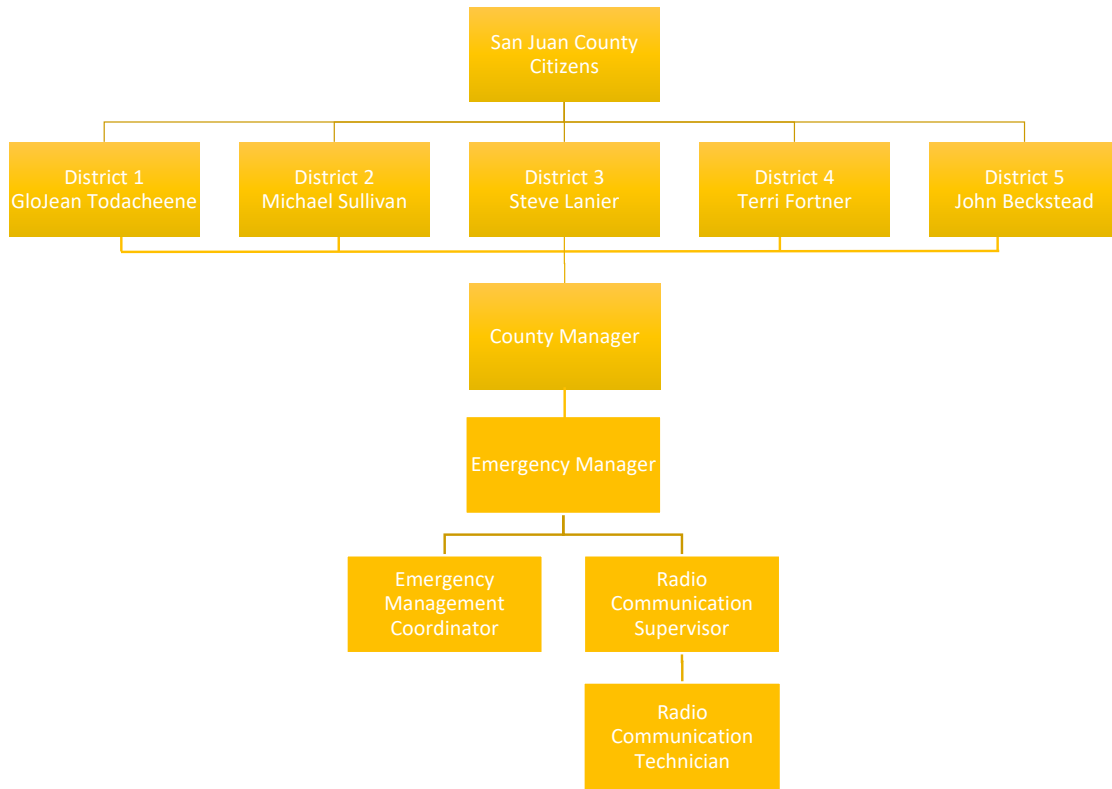 San Juan County
Citizens
District 1
GloJean Todacheene
District 2
Michael Sullivan
District 3
Steve Lanier
District 4
Terri Fortner
District 5
John Beckstead
County Manager
Emergency Manager
Emergency
Management
Coordinator
Radio
Communication
Supervisor
Radio
Communication
Technician